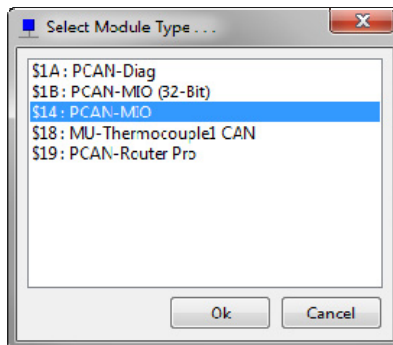 Select Module Type . . .
$1A : PCAN-Diag
$1B : PCAN-MIO (32-Bit)
$14 : PCAN-MIO
$18 : MU-Thermocouple1 CAN
$19 : PCAN-Router Pro
Ok
Cancel